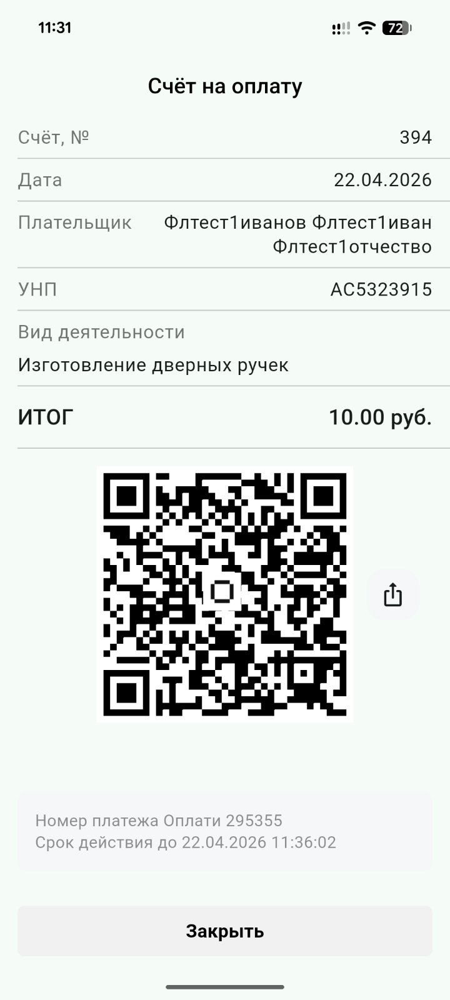 11:31
72
Счёт на оплату
Счёт, №
394
Дата
22.04.2026
Плательщик
Флтест1иванов Флтест1иван
Флтест1отчество
УНП
АС5323915
Вид деятельности
Изготовление дверных ручек
ИТОГ
10.00 руб.
Номер платежа Оплати 295355
Срок действия до 22.04.2026 11:36:02
Закрыть